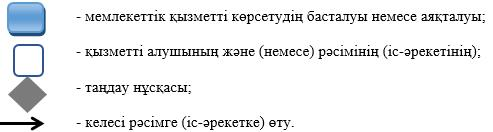 - мемлекеттік қызметті көрсетудің басталуы немесе аяқталуы;
- қызметті алушының және (немесе) рәсімінің (іс-әрекетінің);
- таңдау нұсқасы;
- келесі рәсімге (іс-әрекетке) өту.